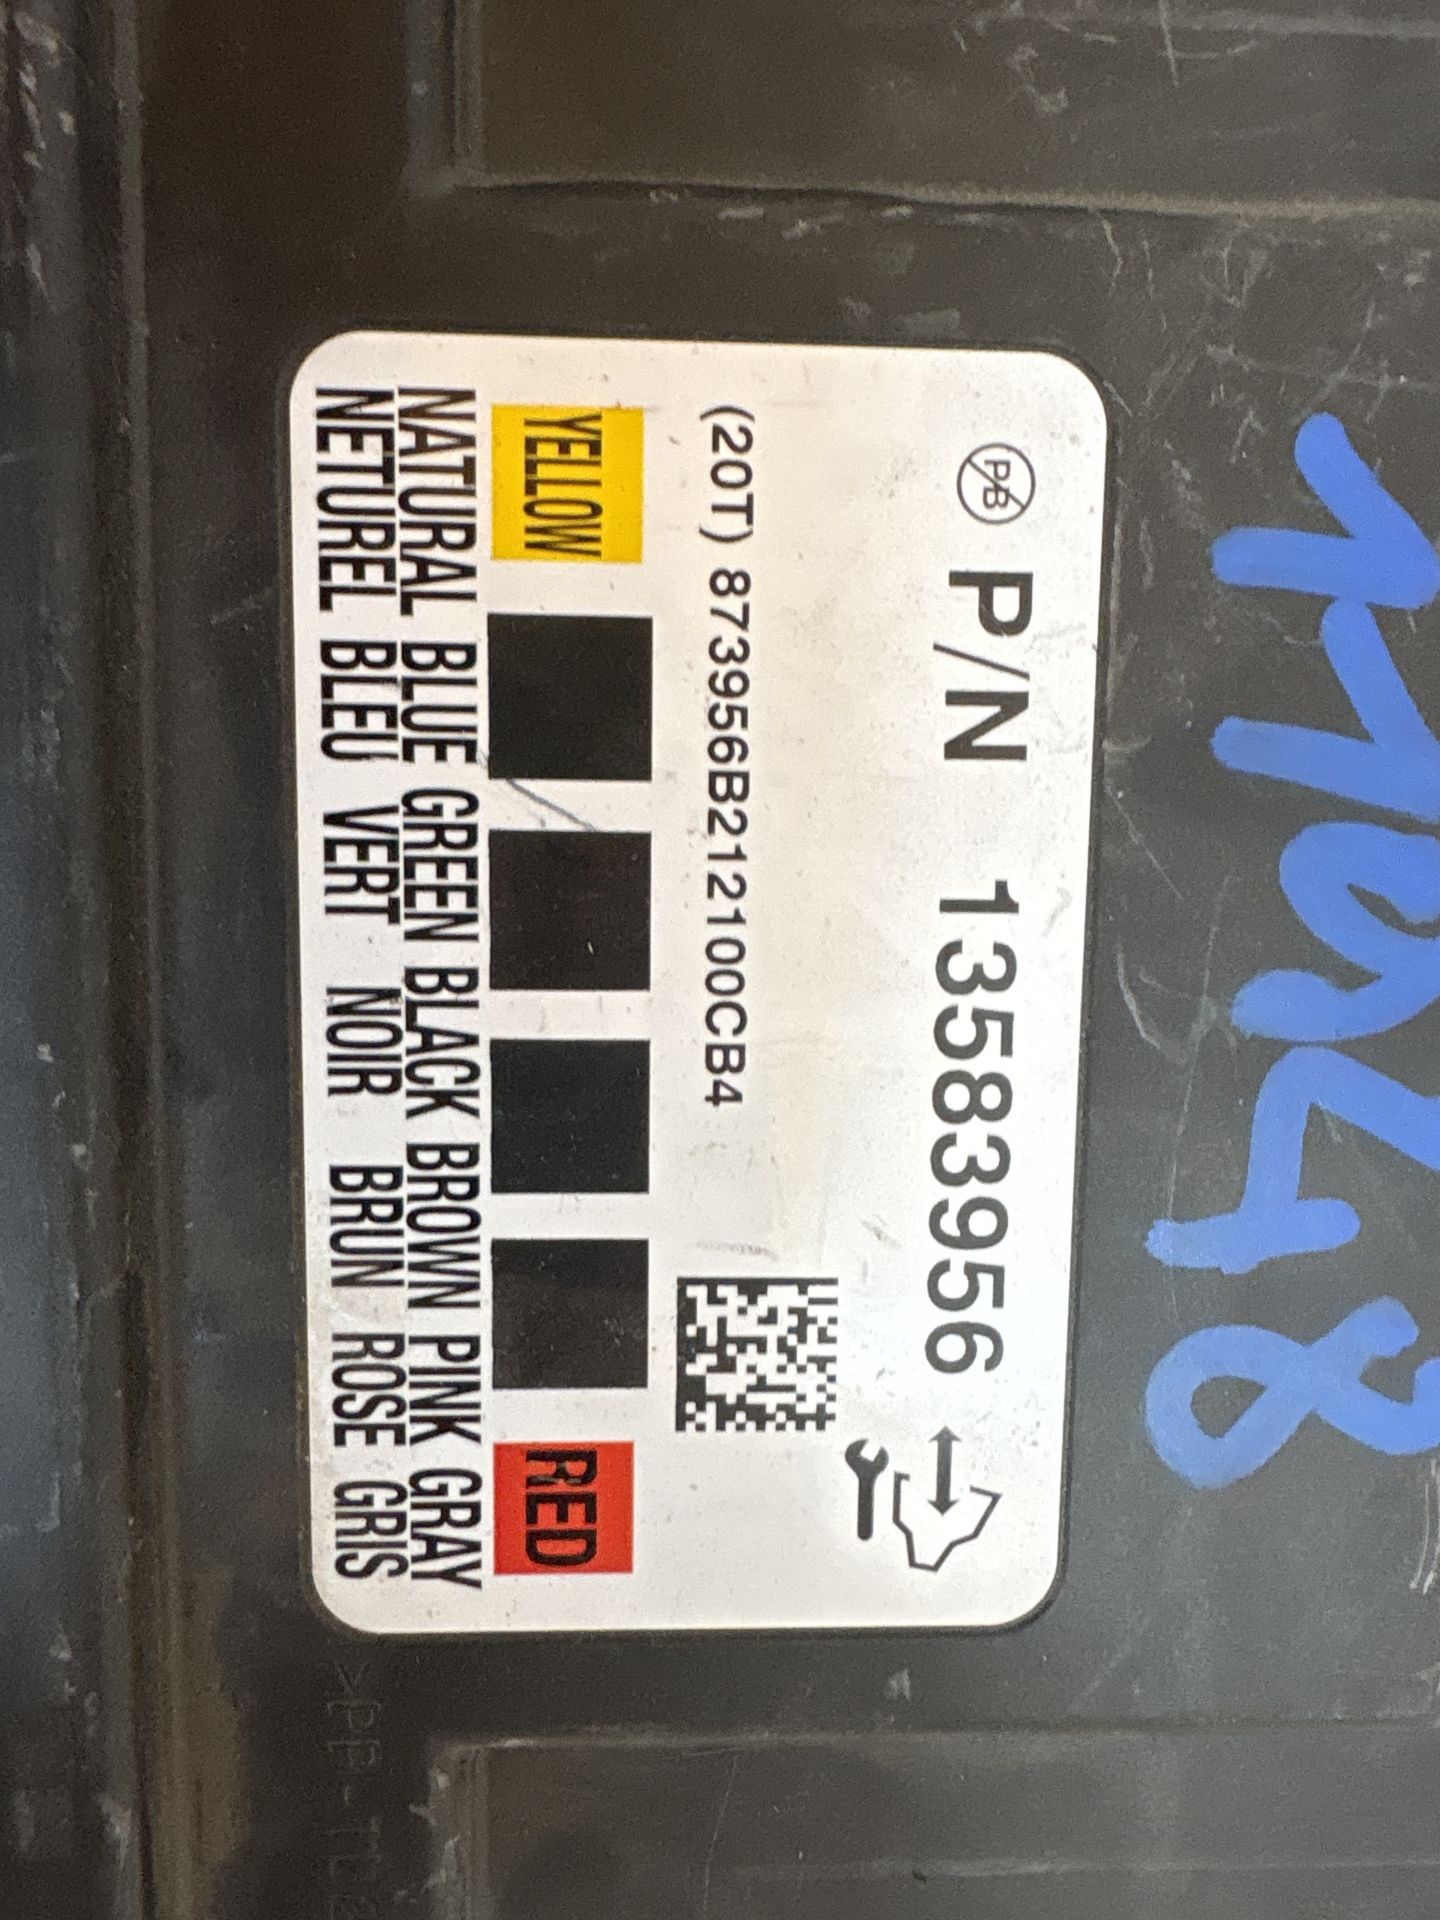 P/B P/N 13583956
(20T) 873956B212100CB4
YELLOW RED
NATURAL BLUE GREEN BLACK BROWN PINK GRAY
NETUREL BLEU VERT NOIR BRUN ROSE GRIS